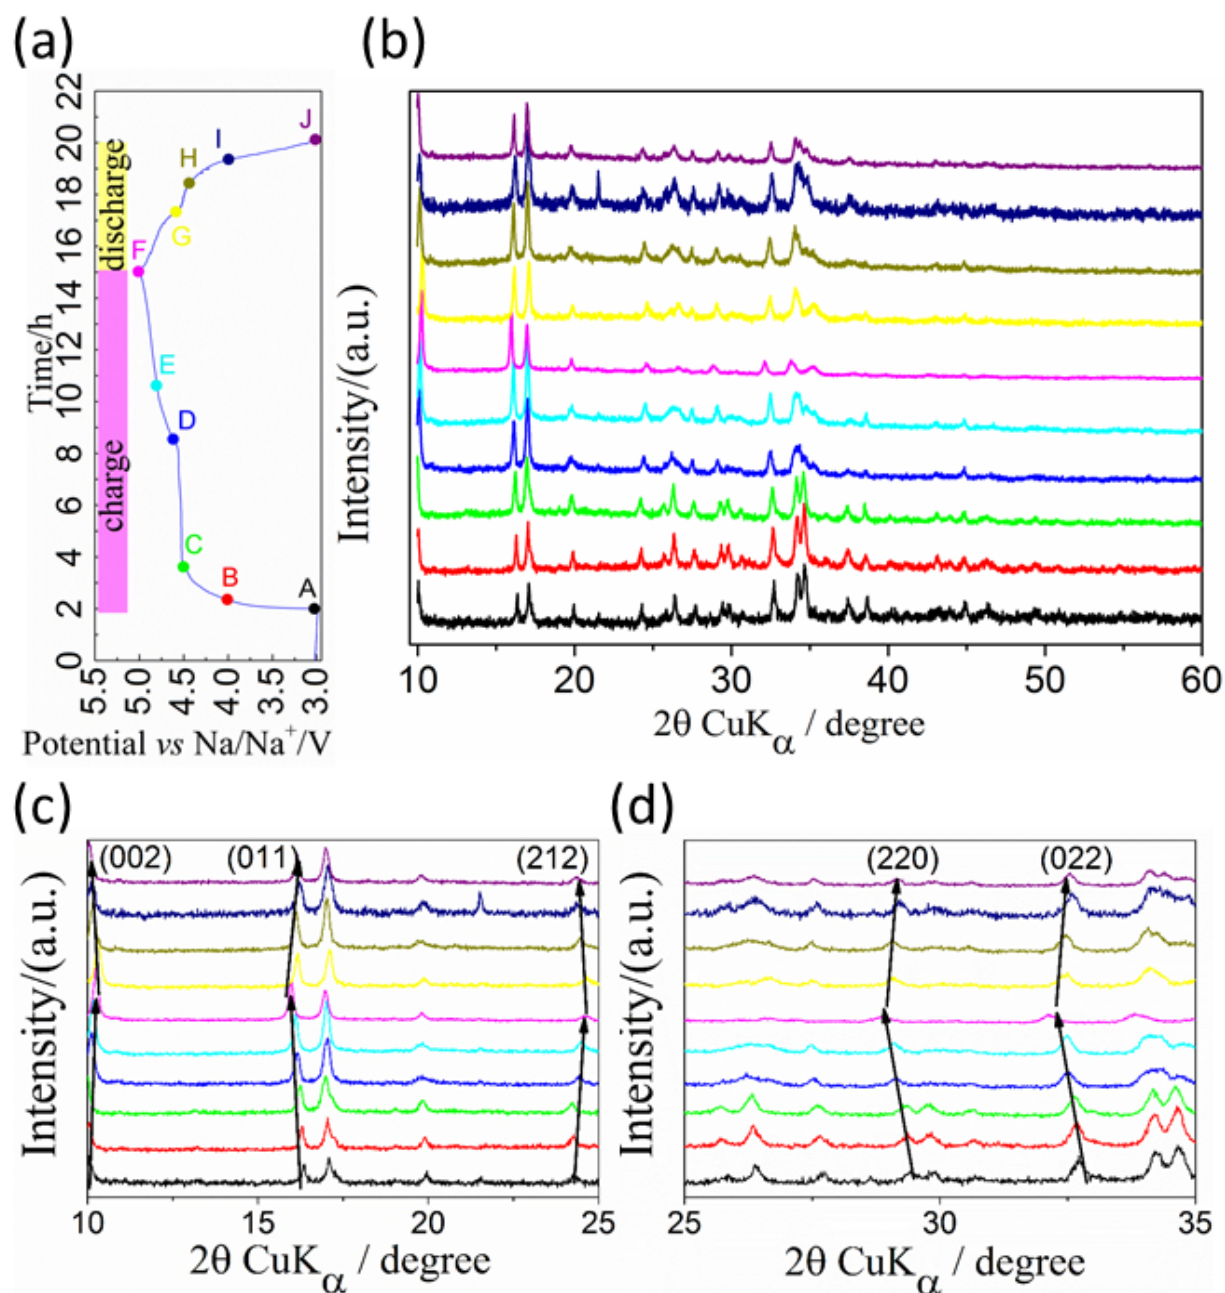 (a)
22
20
18
16
14
12
10
8
6
4
2
0
Time/h
discharge
charge
J
I
H
G
F
E
D
C
B
A
5.5
5.0
4.5
4.0
3.5
3.0
Potential vs Na/Na⁺/V
(b)
Intensity/(a.u.)
10 20 30 40 50 60
2θ CuKα / degree
(c)
(002) (011) (212)
Intensity/(a.u.)
10 15 20 25
2θ CuKα / degree
(d)
(220) (022)
Intensity/(a.u.)
25 30 35
2θ CuKα / degree